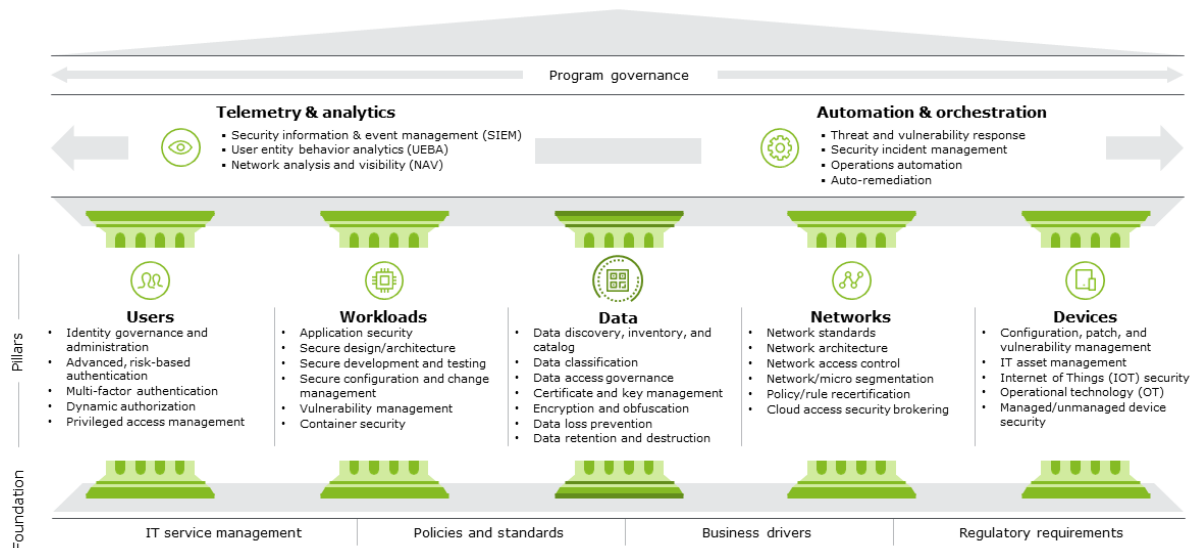 Program governance
Telemetry & analytics
▪ Security information & event management (SIEM)
▪ User entity behavior analytics (UEBA)
▪ Network analysis and visibility (NAV)
Automation & orchestration
▪ Threat and vulnerability response
▪ Security incident management
▪ Operations automation
▪ Auto-remediation
Pillars
Users
• Identity governance and
administration
• Advanced, risk-based
authentication
• Multi-factor authentication
• Dynamic authorization
• Privileged access management
Workloads
• Application security
• Secure design/architecture
• Secure development and testing
• Secure configuration and change
management
• Vulnerability management
• Container security
Data
• Data discovery, inventory, and
catalog
• Data classification
• Data access governance
• Certificate and key management
• Encryption and obfuscation
• Data loss prevention
• Data retention and destruction
Networks
• Network standards
• Network architecture
• Network access control
• Network/micro segmentation
• Policy/rule recertification
• Cloud access security brokering
Devices
• Configuration, patch, and
vulnerability management
• IT asset management
• Internet of Things (IOT) security
• Operational technology (OT)
• Managed/unmanaged device
security
Foundation
IT service management
Policies and standards
Business drivers
Regulatory requirements